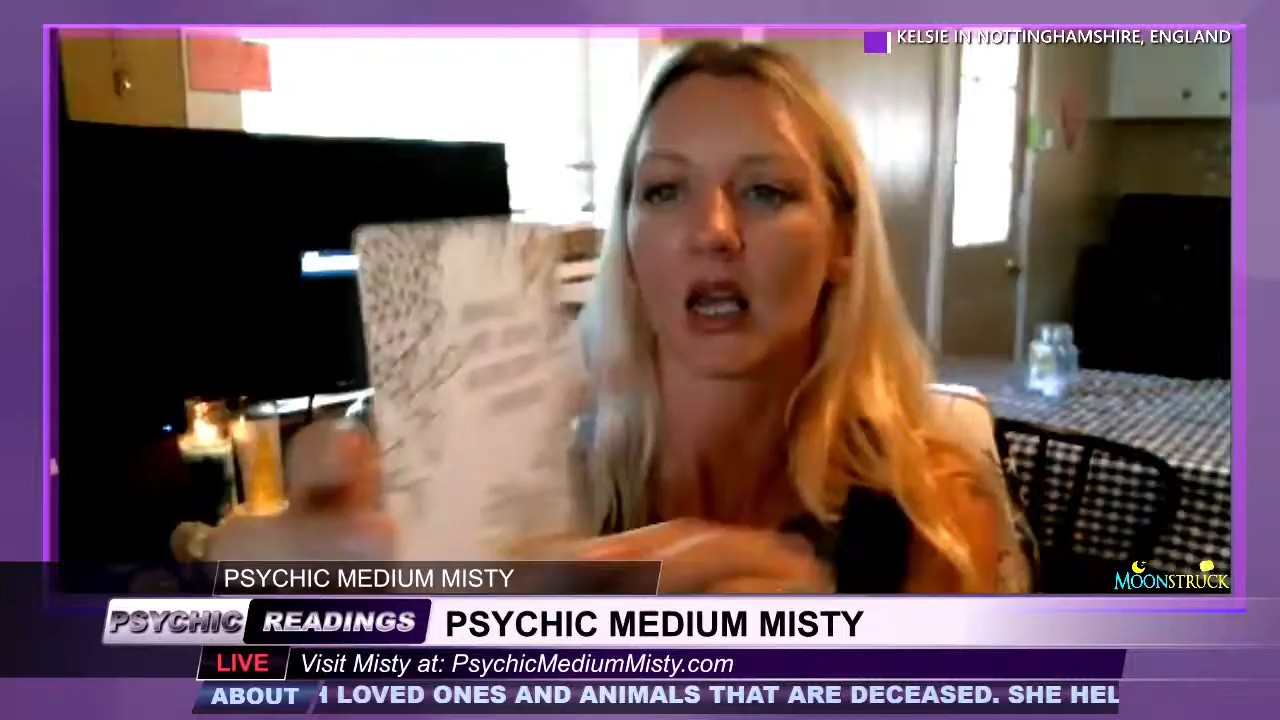 KELSIE IN NOTTINGHAMSHIRE, ENGLAND
PSYCHIC MEDIUM MISTY
MOONSTRUCK
PSYCHIC READINGS
PSYCHIC MEDIUM MISTY
LIVE
Visit Misty at: PsychicMediumMisty.com
ABOUT
LOVED ONES AND ANIMALS THAT ARE DECEASED. SHE HEL